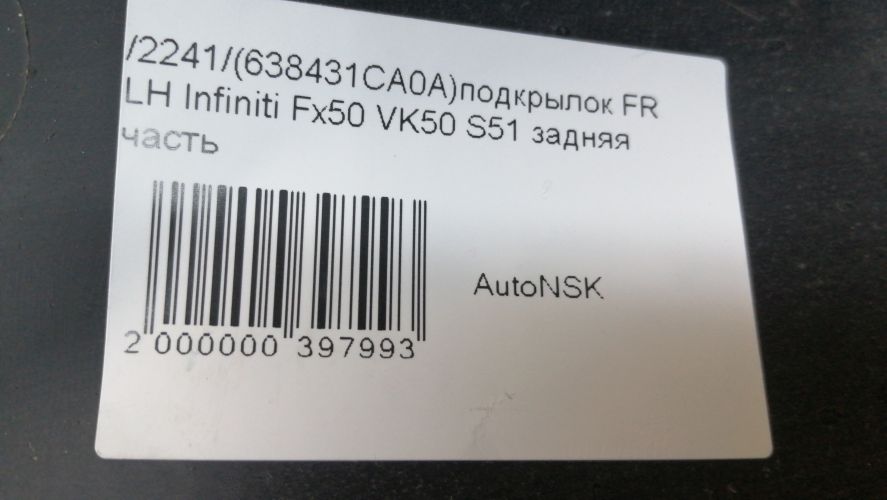 /2241/(638431CA0A)подкрылок FR
LH Infiniti Fx50 VK50 S51 задняя
часть
AutoNSK
2 000000 397993